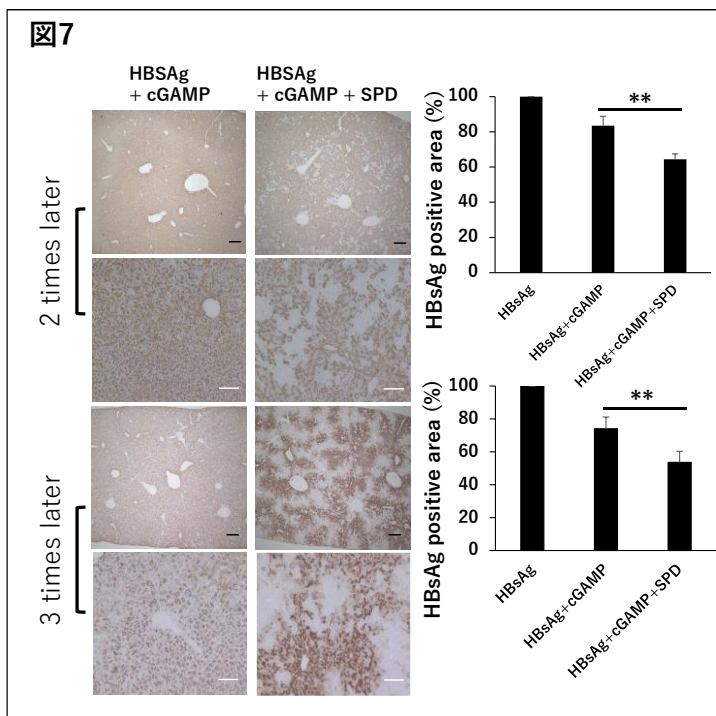 図7
HBSAg
+ cGAMP
HBSAg
+ cGAMP + SPD
2 times later
3 times later
HBsAg positive area (%)
100
80
60
40
20
0
**
HBsAg
HBsAg+cGAMP
HBsAg+cGAMP+SPD
HBsAg positive area (%)
100
80
60
40
20
0
**
HBsAg
HBsAg+cGAMP
HBsAg+cGAMP+SPD